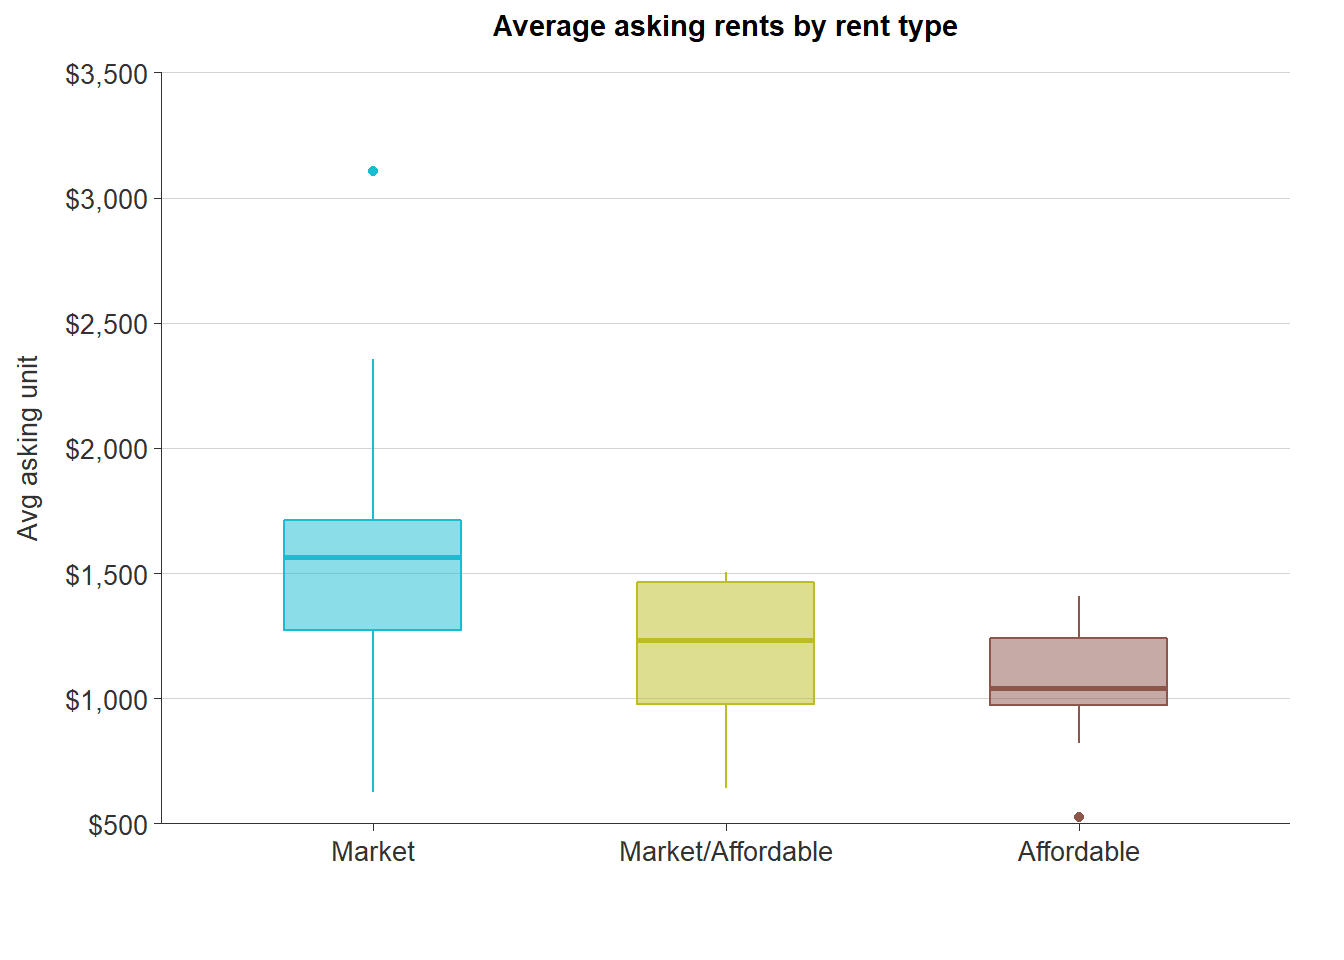 Average asking rents by rent type
$3,500
$3,000
$2,500
$2,000
$1,500
$1,000
$500
Avg asking unit
Market
Market/Affordable
Affordable